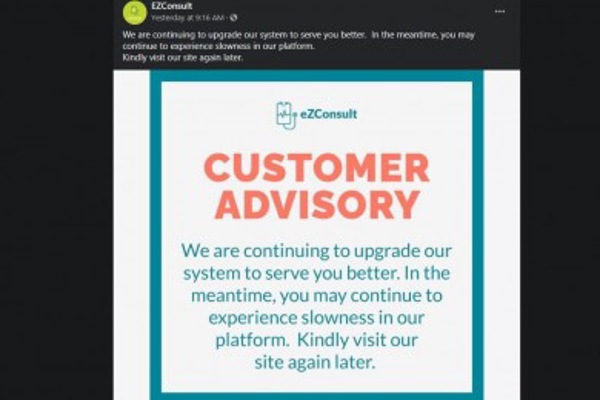 EZConsult
Yesterday at 9:16 AM ·
We are continuing to upgrade our system to serve you better. In the meantime, you may
continue to experience slowness in our platform.
Kindly visit our site again later.
eZConsult
CUSTOMER
ADVISORY
We are continuing to upgrade our
system to serve you better. In the
meantime, you may continue to
experience slowness in our
platform. Kindly visit our
site again later.